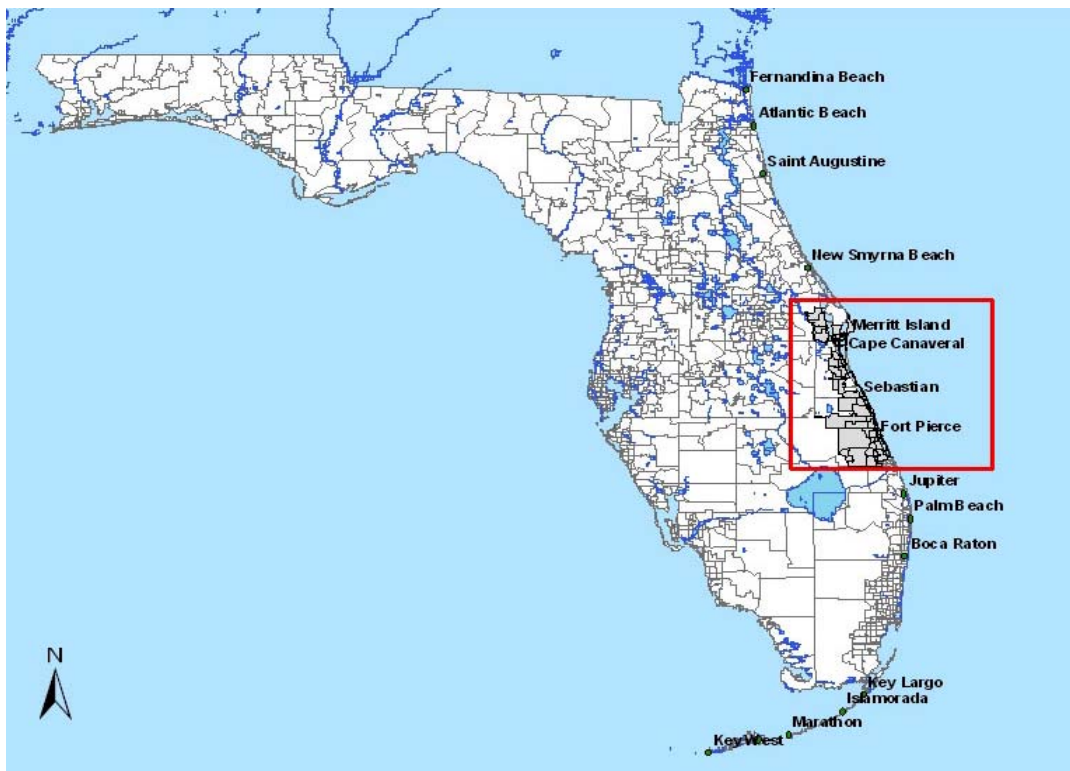 Fernandina Beach
Atlantic Beach
Saint Augustine
New Smyrna Beach
Merritt Island
Cape Canaveral
Sebastian
Fort Pierce
Jupiter
Palm Beach
Boca Raton
N
Key Largo
Islamorada
Marathon
Key West